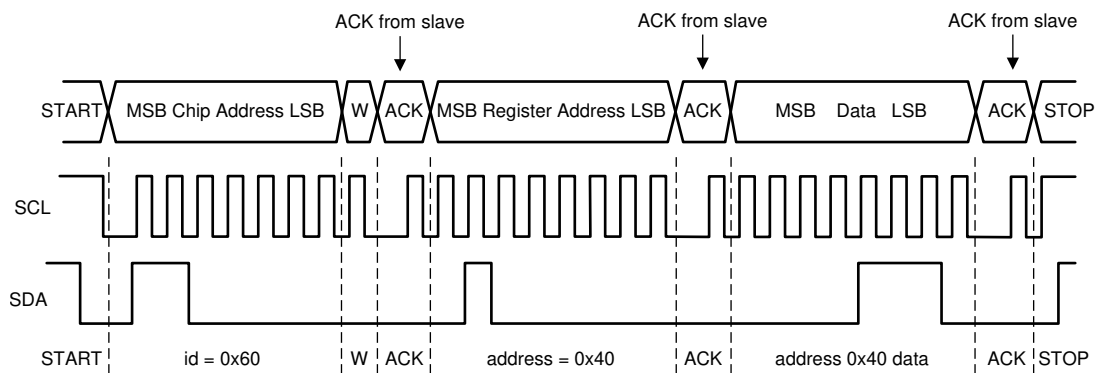 ACK from slave ACK from slave ACK from slave
START MSB Chip Address LSB W ACK MSB Register Address LSB ACK MSB Data LSB ACK STOP
SCL
SDA
START id = 0x60 W ACK address = 0x40 ACK address 0x40 data ACK STOP